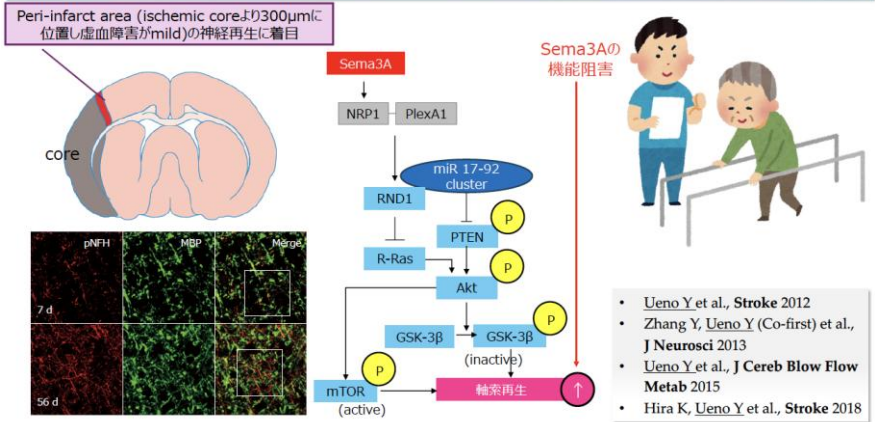 Peri-infarct area (ischemic coreより300μmに
位置し虚血障害がmild)の神経再生に着目
core
pNFH
MBP
Merge
7 d
56 d
Sema3A
NRP1
PlexA1
miR 17-92
cluster
RND1
PTEN
P
R-Ras
Akt
P
GSK-3β
GSK-3β
P
(inactive)
mTOR
P
(active)
軸索再生
↑
Sema3Aの
機能阻害
• Ueno Y et al., Stroke 2012
• Zhang Y, Ueno Y (Co-first) et al.,
J Neurosci 2013
• Ueno Y et al., J Cereb Blow Flow
Metab 2015
• Hira K, Ueno Y et al., Stroke 2018